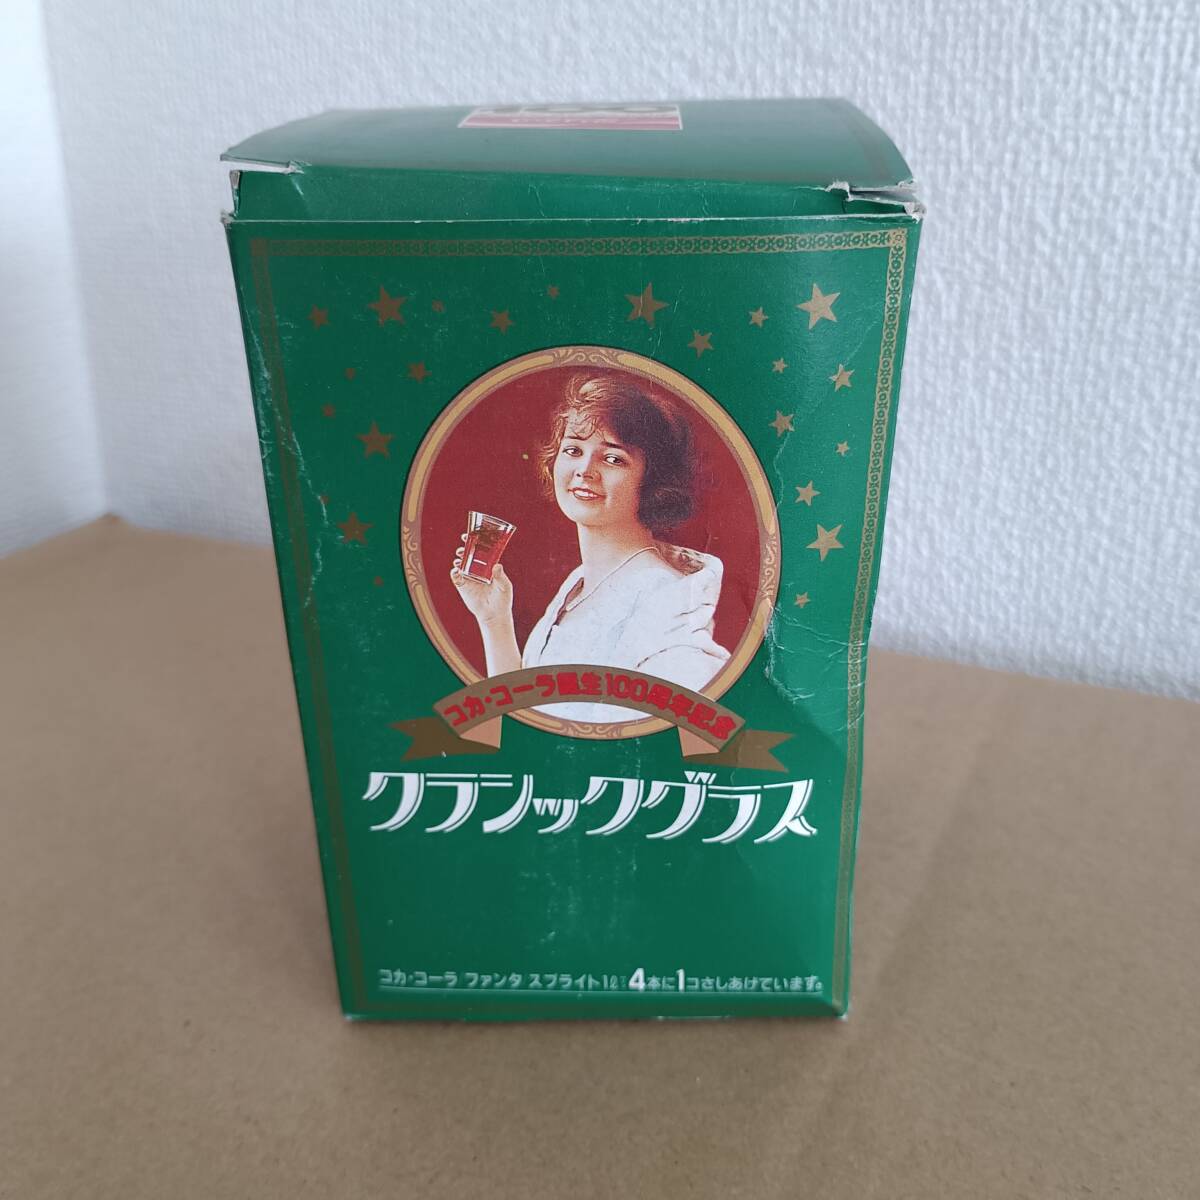 コカ・コーラ誕生100周年記念
クラシックグラス
コカ・コーラ ファンタ スプライト1ℓ 4本に1コさしあげています。